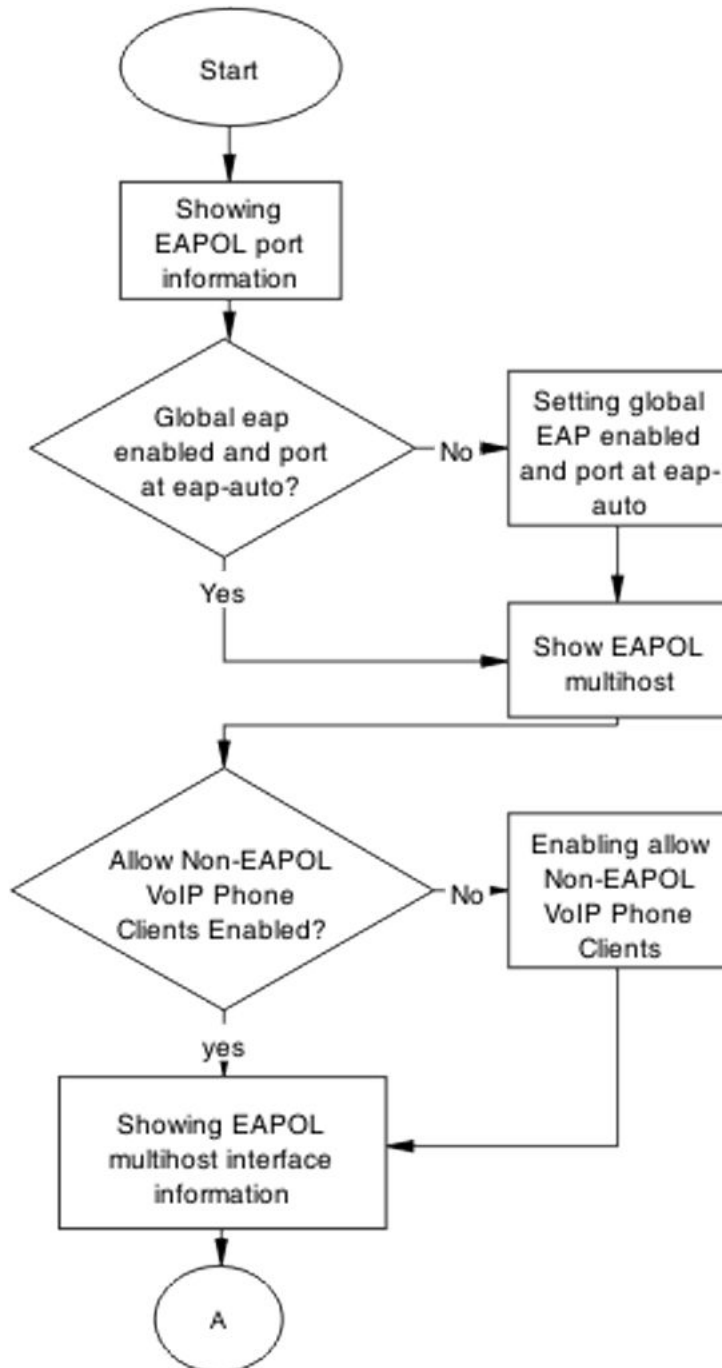 Start
Showing
EAPOL port
information
Global eap
enabled and port
at eap-auto?
No
Setting global
EAP enabled
and port at eap-
auto
Yes
Show EAPOL
multihost
Allow Non-EAPOL
VoIP Phone
Clients Enabled?
No
Enabling allow
Non-EAPOL
VoIP Phone
Clients
yes
Showing EAPOL
multihost interface
information
A